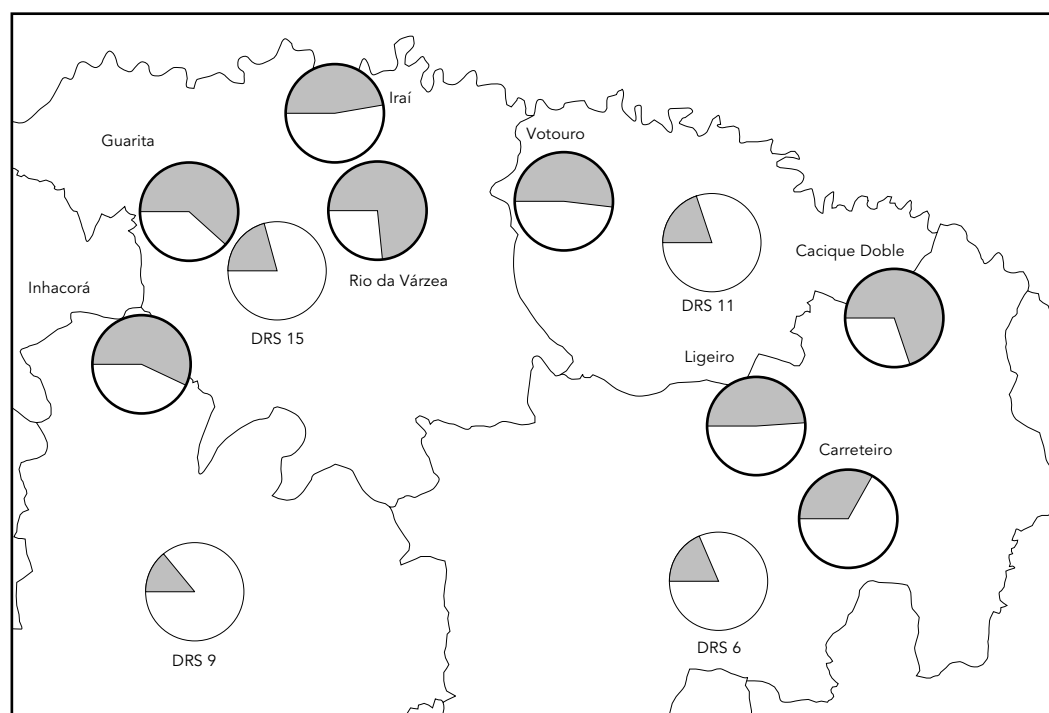 Iraí
Guarita
Votouro
Cacique Doble
Rio da Várzea
Inhacorá
DRS 11
DRS 15
Ligeiro
Carreteiro
DRS 6
DRS 9